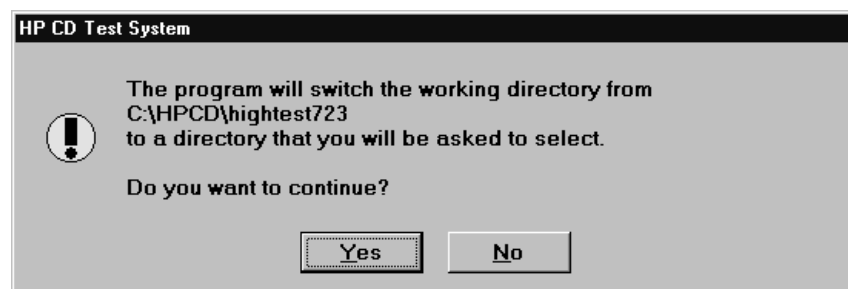 HP CD Test System
The program will switch the working directory from
C:\HPCD\hightest723
to a directory that you will be asked to select.
Do you want to continue?
Yes
No